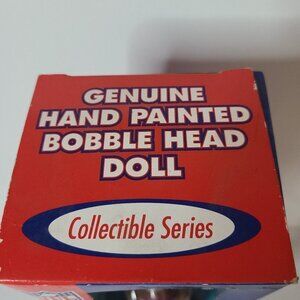 GENUINE
HAND PAINTED
BOBBLE HEAD
DOLL
Collectible Series